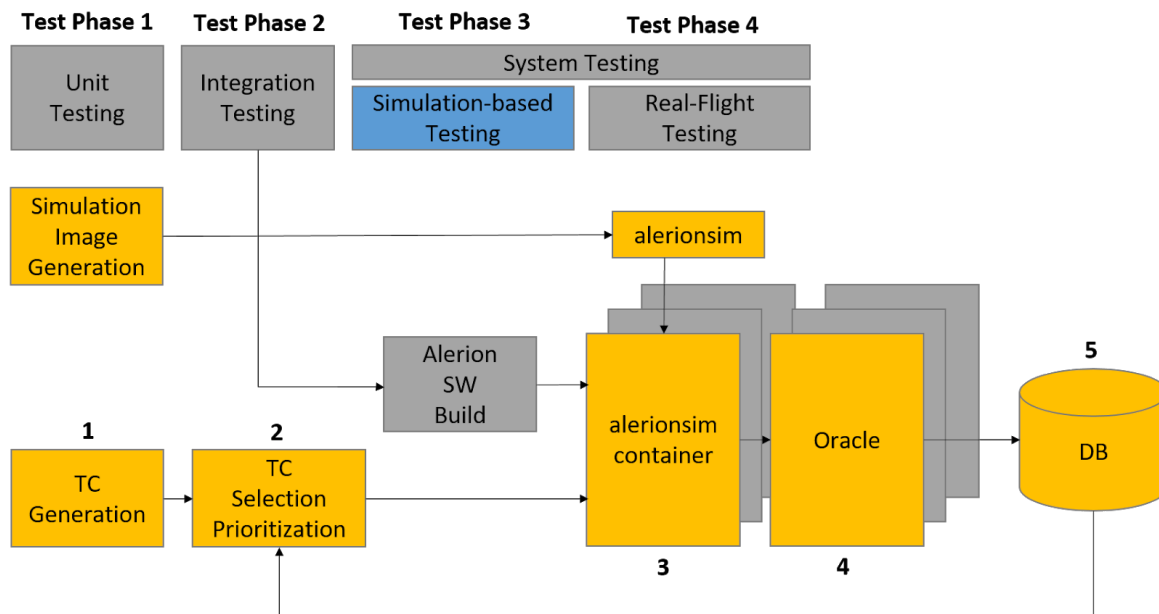 Test Phase 1
Test Phase 2
Test Phase 3
Test Phase 4
Unit
Testing
Integration
Testing
System Testing
Simulation-based
Testing
Real-Flight
Testing
Simulation
Image
Generation
alerionsim
Alerion
SW
Build
alerionsim
container
Oracle
5
DB
1
TC
Generation
2
TC
Selection
Prioritization
3
4